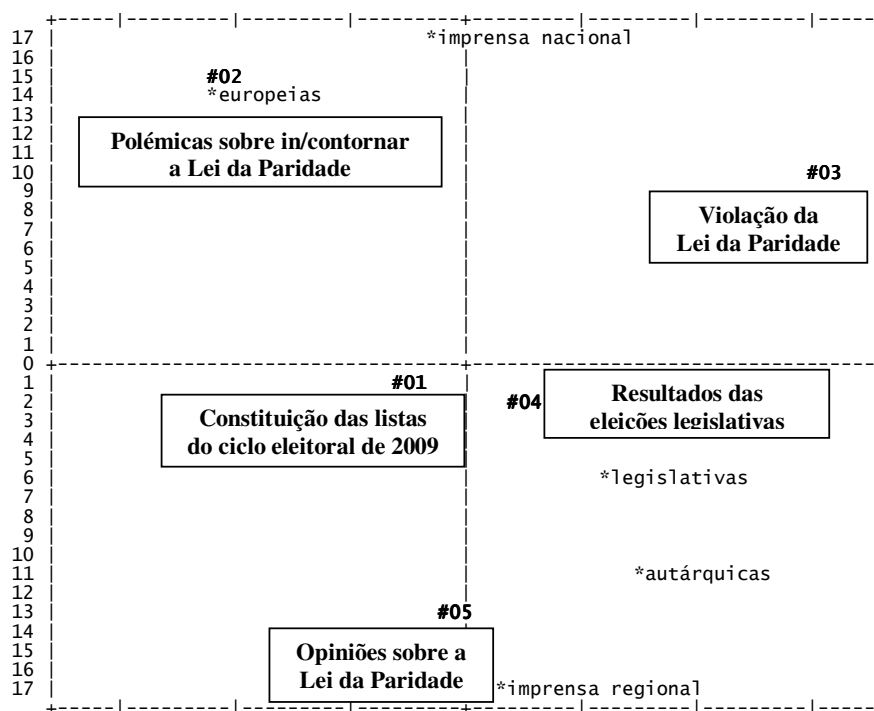 +-----|---------|---------+---------|---------|---------|-----
17 | *imprensa nacional
16
15 #02
14 *europeias
13
12 Polémicas sobre in/contornar
11
10 a Lei da Paridade #03
9
8 Violação da
7
6 Lei da Paridade
5
4
3
2
1
0 +-----------------------------------+-----------------------------------
1 #01 Resultados das
2 #04
3 Constituição das listas eleições legislativas
4 do ciclo eleitoral de 2009
5
6 *legislativas
7
8
9
10
11 *autárquicas
12
13 #05
14
15 Opiniões sobre a
16
17 Lei da Paridade *imprensa regional
+-----|---------|---------+---------|---------|---------|-----